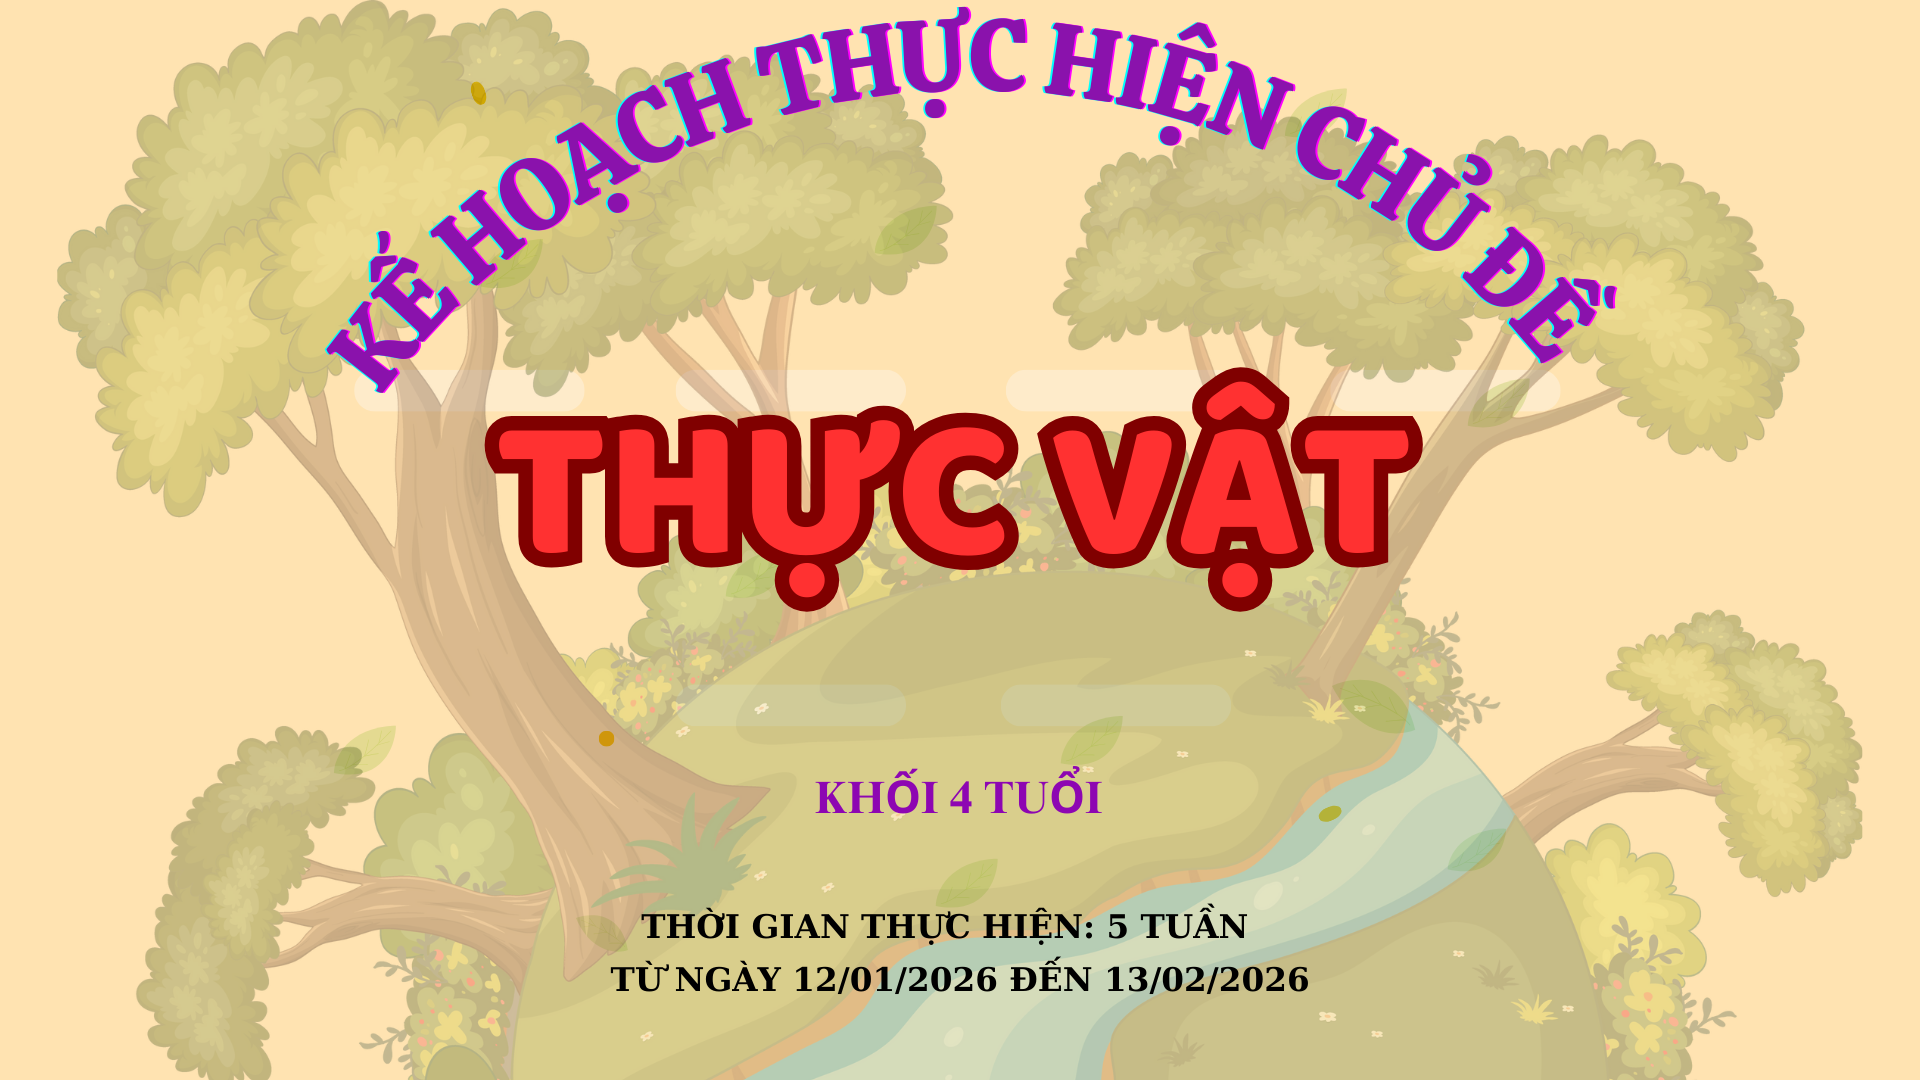 KẾ HOẠCH THỰC HIỆN CHỦ ĐỀ
THỰC VẬT
KHỐI 4 TUỔI
THỜI GIAN THỰC HIỆN: 5 TUẦN
TỪ NGÀY 12/01/2026 ĐẾN 13/02/2026